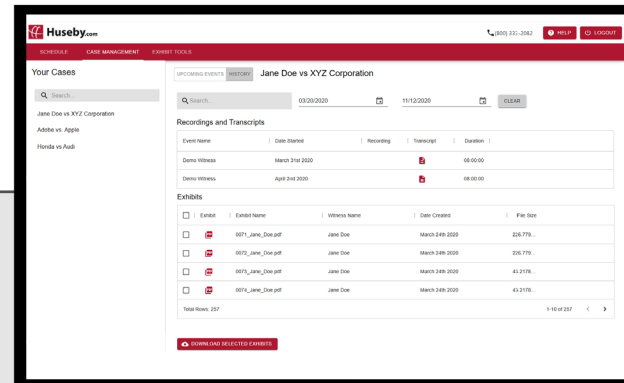 Huseby.com
(800) 333-2082
HELP
LOGOUT
SCHEDULE CASE MANAGEMENT EXHIBIT TOOLS
Your Cases
Search...
Jane Doe vs XYZ Corporation
Adobe vs. Apple
Honda vs Audi
UPCOMING EVENTS HISTORY Jane Doe vs XYZ Corporation
Search... 03/20/2020 11/12/2020 CLEAR
Recordings and Transcripts
Event Name Date Started Recording Transcript Duration
Demo Witness March 31st 2020 08:00:00
Demo Witness April 2nd 2020 08:00:00
Exhibits
Exhibit Exhibit Name Witness Name Date Created File Size
0071_Jane_Doe.pdf Jane Doe March 24th 2020 226.779...
0072_Jane_Doe.pdf Jane Doe March 24th 2020 226.779...
0073_Jane_Doe.pdf Jane Doe March 24th 2020 43.2178...
0074_Jane_Doe.pdf Jane Doe March 24th 2020 43.2178...
Total Rows: 257 1-10 of 257
DOWNLOAD SELECTED EXHIBITS